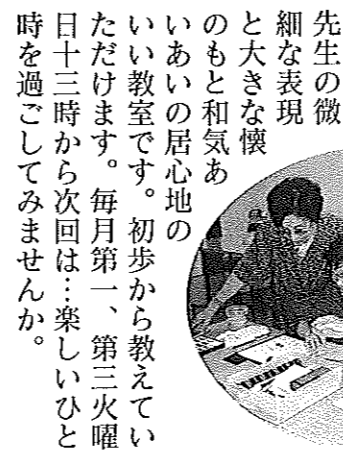 先生の微
細な表現
と大きな懐
のもと和気あ
いあいの居心地の
いい教室です。初歩から教えてい
ただけます。毎月第一、第三火曜
日十三時から次回は…楽しいひと
時を過ごしてみませんか。